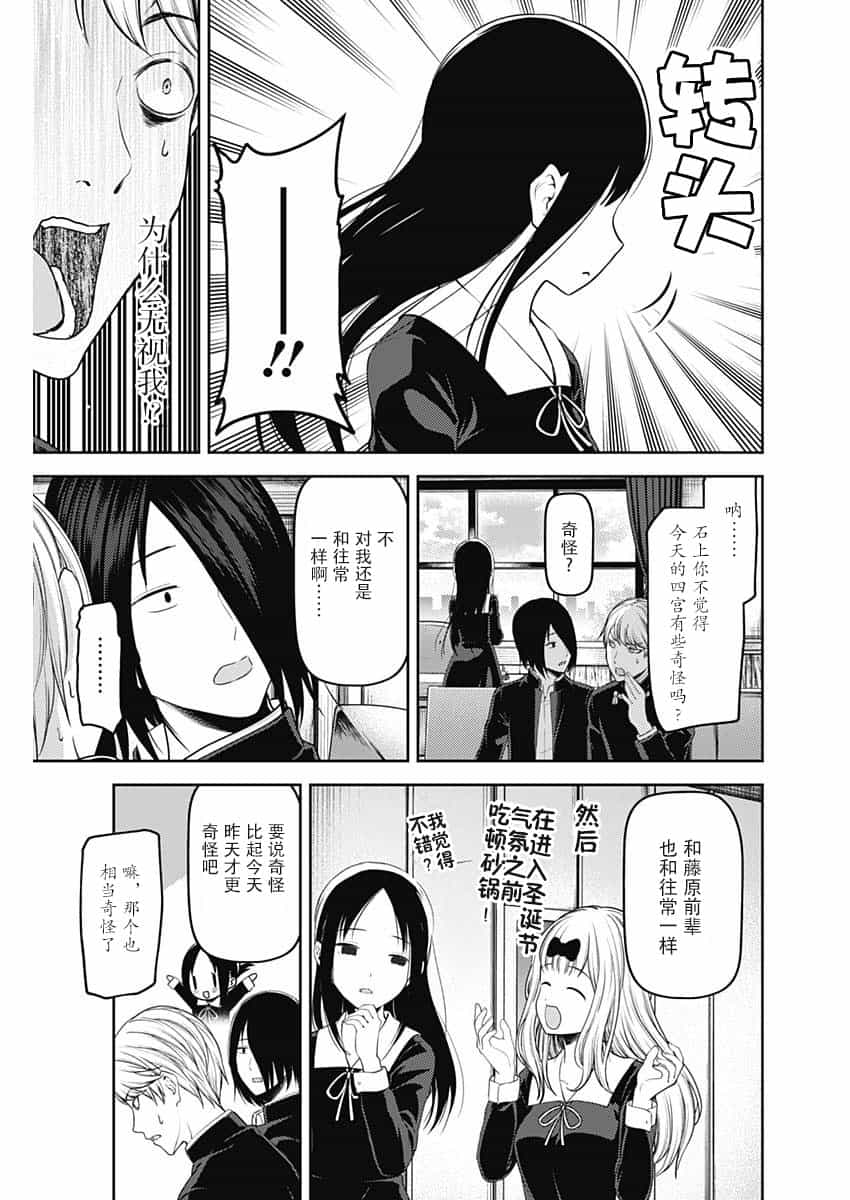 转头
——!!
为什么无视我!?
呐……
石上你不觉得
今天的四宫有些奇怪吗?
奇怪?
不
对我还是
和往常
一样啊……
……
和藤原前辈
也和往常一样
然后
在进入圣诞节
气氛之前
吃顿砂锅!
我觉得
不错?
要说奇怪
比起今天
昨天才更
奇怪吧
嘛,那个也
相当奇怪了